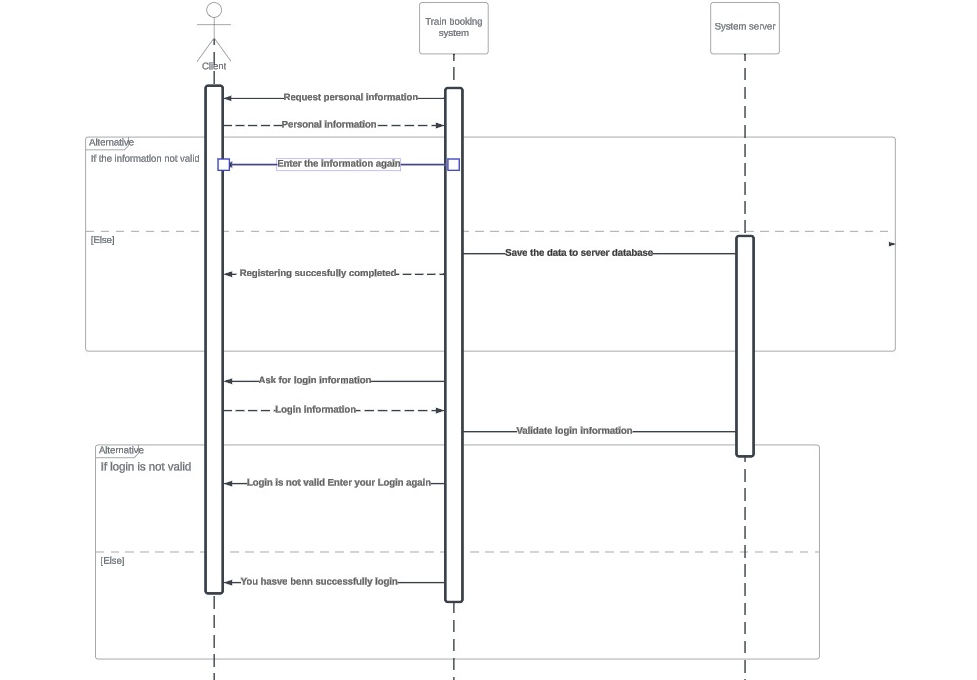 Client
Train booking
system
System server
Request personal information
Personal information
Alternative
If the information not valid
Enter the information again
[Else]
Save the data to server database
Registering succesfully completed
Ask for login information
Login information
Validate login information
Alternative
If login is not valid
Login is not valid Enter your Login again
[Else]
You hasve benn successfully login